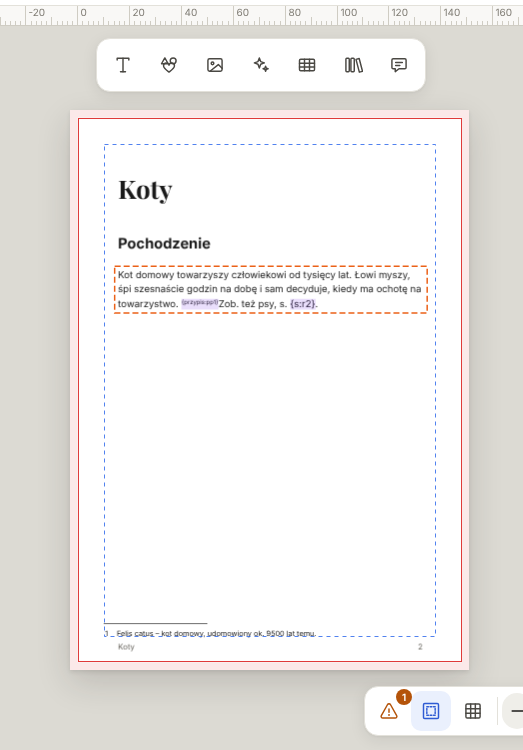 -20 0 20 40 60 80 100 120 140 160
Koty
Pochodzenie
Kot domowy towarzyszy człowiekowi od tysięcy lat. Łowi myszy,
śpi szesnaście godzin na dobę i sam decyduje, kiedy ma ochotę na
towarzystwo. {przypis:pp1}Zob. też psy, s. {s:r2}.
1 Felis catus – kot domowy, udomowiony ok. 9500 lat temu.
Koty 2
1